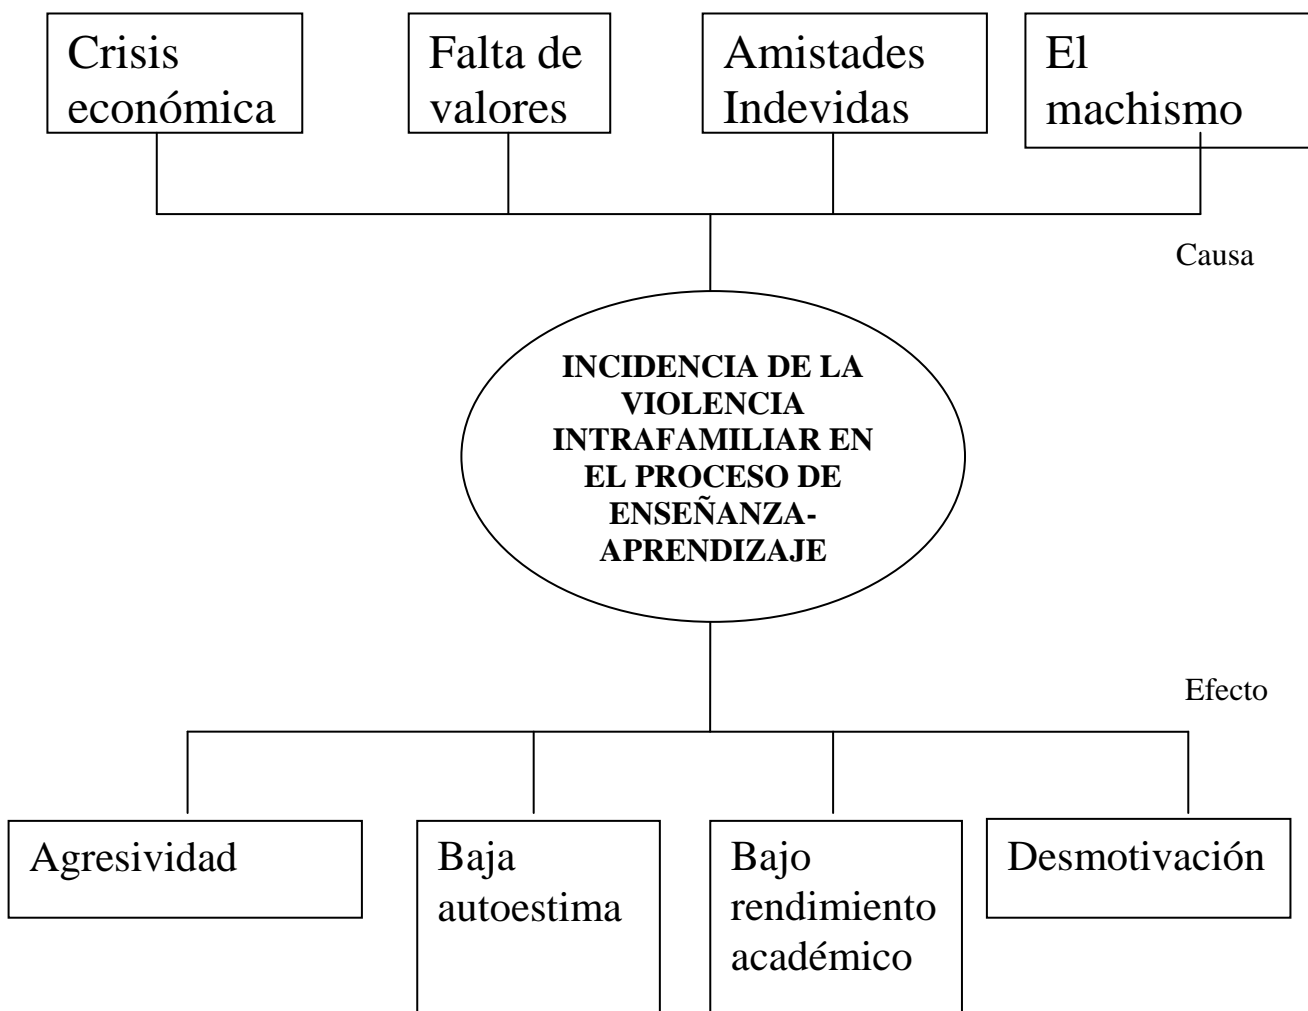 Crisis
económica
Falta de
valores
Amistades
Indevidas
El
machismo
Causa
INCIDENCIA DE LA
VIOLENCIA
INTRAFAMILIAR EN
EL PROCESO DE
ENSEÑANZA-
APRENDIZAJE
Efecto
Agresividad
Baja
autoestima
Bajo
rendimiento
académico
Desmotivación